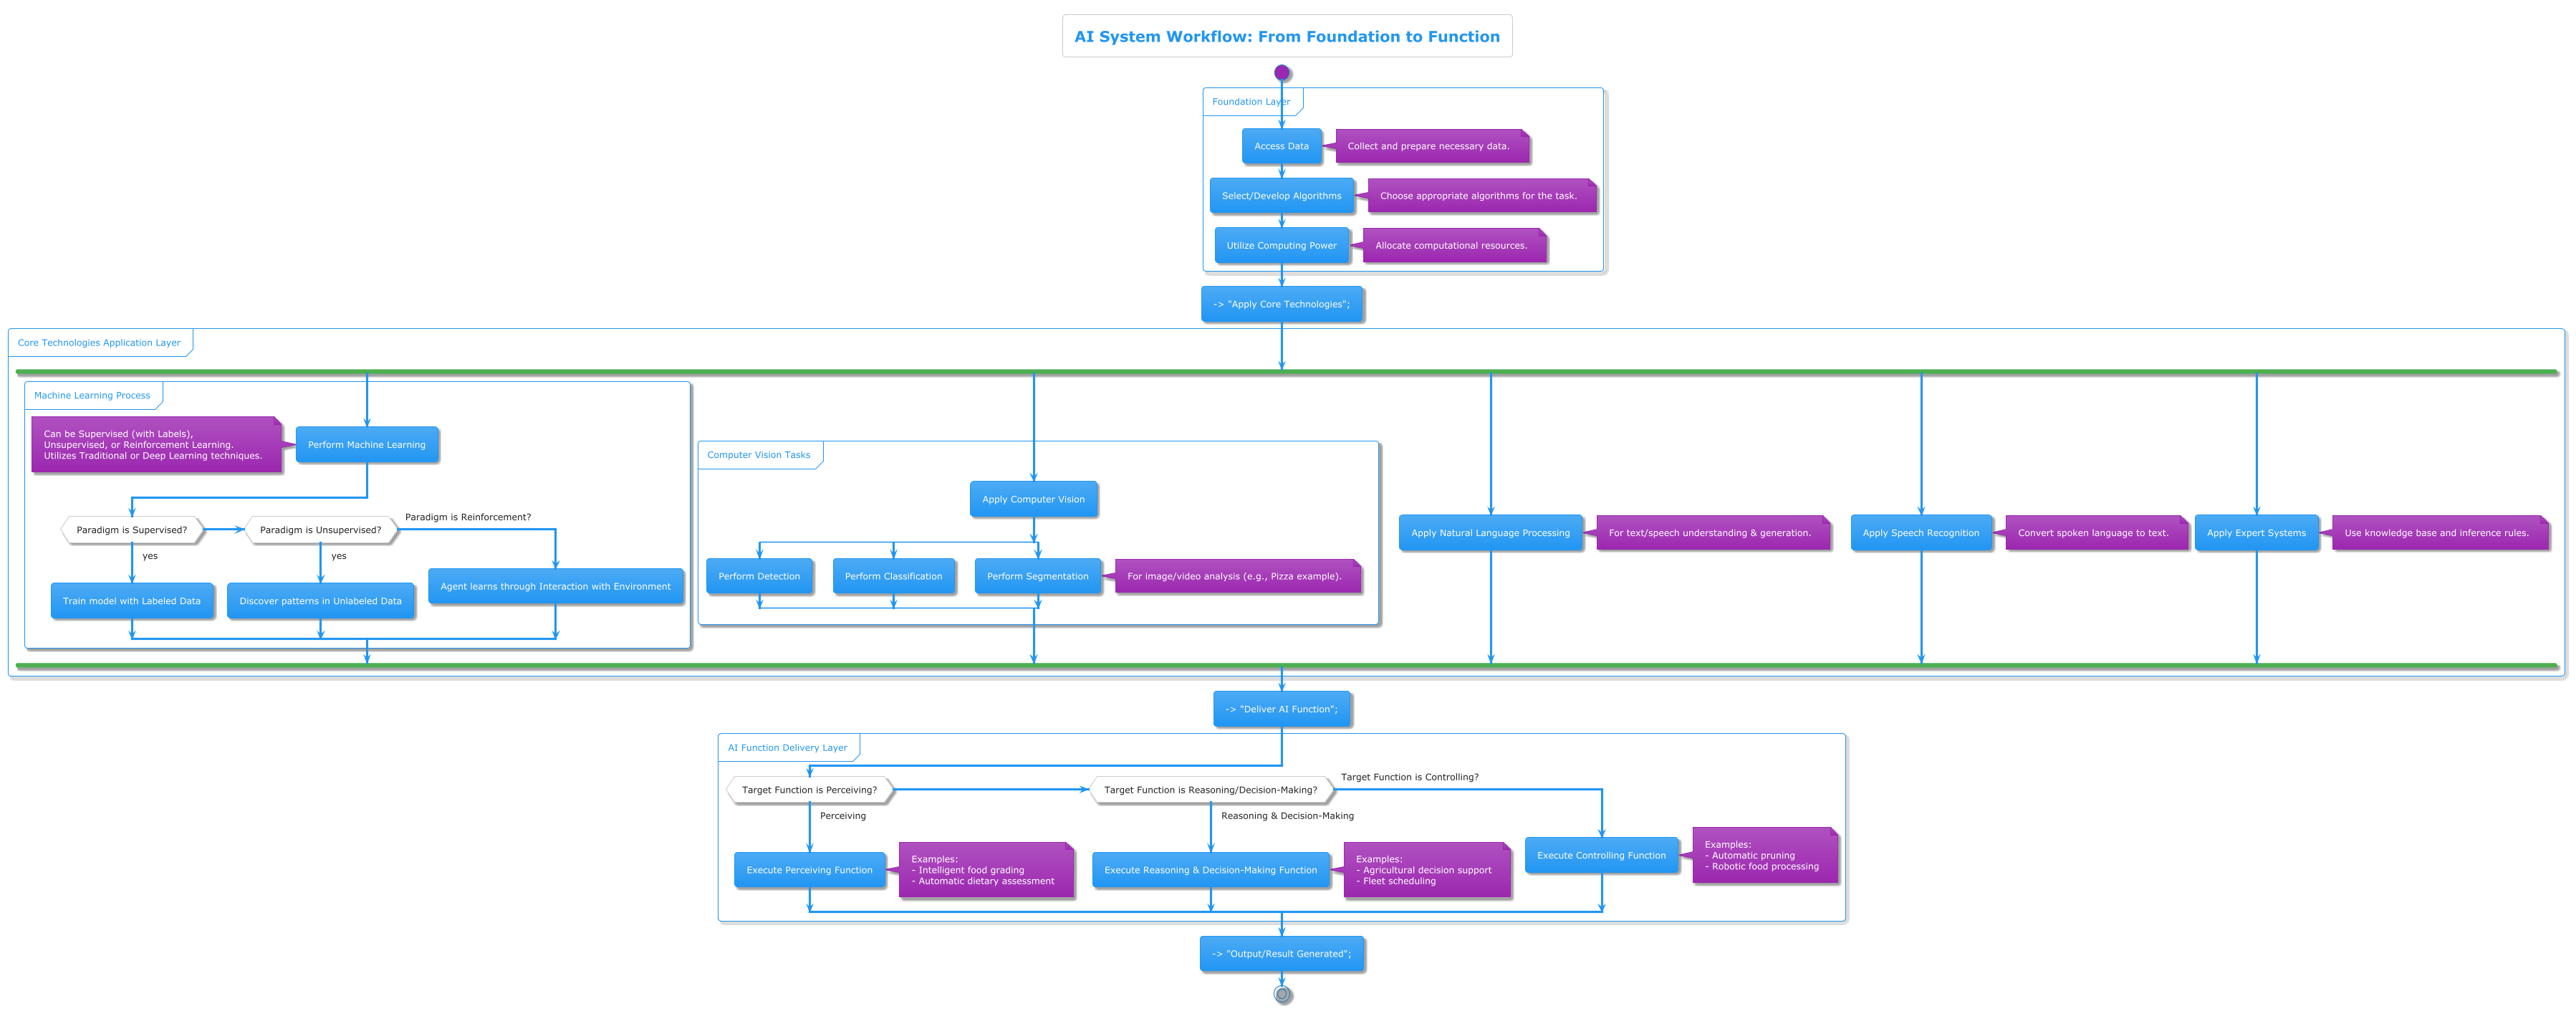 AI System Workflow: From Foundation to Function
Foundation Layer
Access Data
Collect and prepare necessary data.
Select/Develop Algorithms
Choose appropriate algorithms for the task.
Utilize Computing Power
Allocate computational resources.
-> "Apply Core Technologies";
Core Technologies Application Layer
Machine Learning Process
Can be Supervised (with Labels),
Unsupervised, or Reinforcement Learning.
Utilizes Traditional or Deep Learning techniques.
Perform Machine Learning
Paradigm is Supervised?
Paradigm is Unsupervised?
Paradigm is Reinforcement?
yes
yes
Train model with Labeled Data
Discover patterns in Unlabeled Data
Agent learns through Interaction with Environment
Computer Vision Tasks
Apply Computer Vision
Perform Detection
Perform Classification
Perform Segmentation
For image/video analysis (e.g., Pizza example).
Apply Natural Language Processing
For text/speech understanding & generation.
Apply Speech Recognition
Convert spoken language to text.
Apply Expert Systems
Use knowledge base and inference rules.
-> "Deliver AI Function";
AI Function Delivery Layer
Target Function is Perceiving?
Target Function is Reasoning/Decision-Making?
Target Function is Controlling?
Perceiving
Reasoning & Decision-Making
Execute Perceiving Function
Examples:
- Intelligent food grading
- Automatic dietary assessment
Execute Reasoning & Decision-Making Function
Examples:
- Agricultural decision support
- Fleet scheduling
Execute Controlling Function
Examples:
- Automatic pruning
- Robotic food processing
-> "Output/Result Generated";